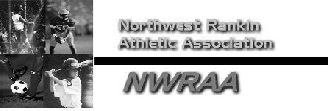 Northwest Rankin
Athletic Association
NWRAA